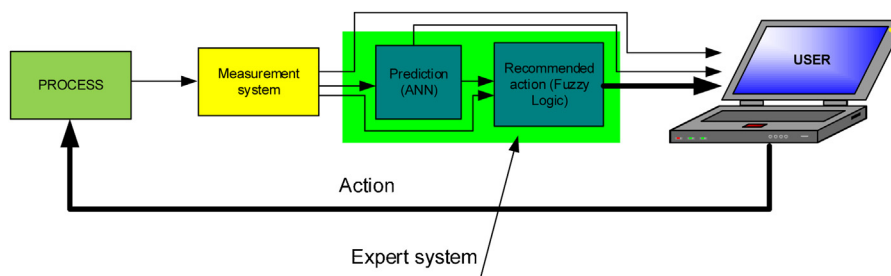 PROCESS
Measurement
system
Prediction
(ANN)
Recommended
action (Fuzzy
Logic)
USER
Action
Expert system